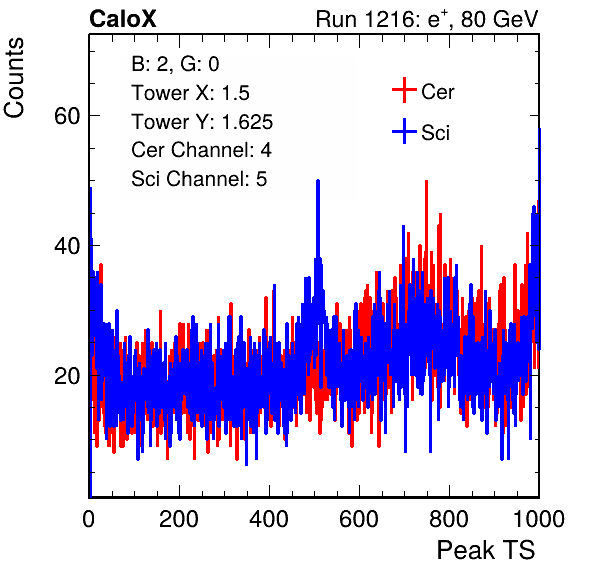 CaloX Run 1216: e⁺, 80 GeV
Counts
B: 2, G: 0
Tower X: 1.5
Tower Y: 1.625
Cer Channel: 4
Sci Channel: 5
Cer
Sci
60
40
20
0 200 400 600 800 1000
Peak TS